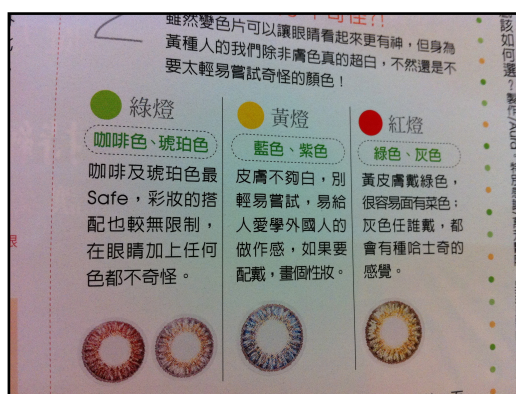 2
雖然變色片可以讓眼睛看起來更有神，但身為
黃種人的我們除非膚色真的超白，不然還是不
要太輕易嘗試奇怪的顏色！
綠燈
咖啡色、琥珀色
咖啡及琥珀色最
Safe，彩妝的搭
配也較無限制，
在眼睛加上任何
色都不奇怪。
黃燈
藍色、紫色
皮膚不夠白，別
輕易嘗試，易給
人愛學外國人的
做作感，如果要
配戴，畫個性妝。
紅燈
綠色、灰色
黃皮膚戴綠色，
很容易面有菜色；
灰色任誰戴，都
會有種哈士奇的
感覺。
該如何選？製作/Aura